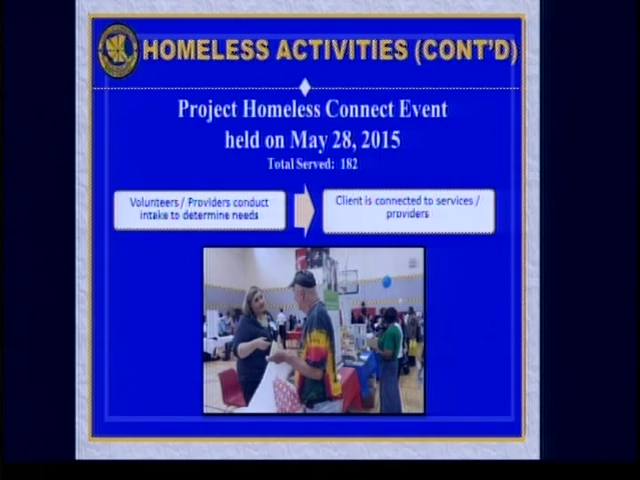 HOMELESS ACTIVITIES (CONT'D)
Project Homeless Connect Event
held on May 28, 2015
Total Served: 182
Volunteers / Providers conduct
intake to determine needs
Client is connected to services /
providers